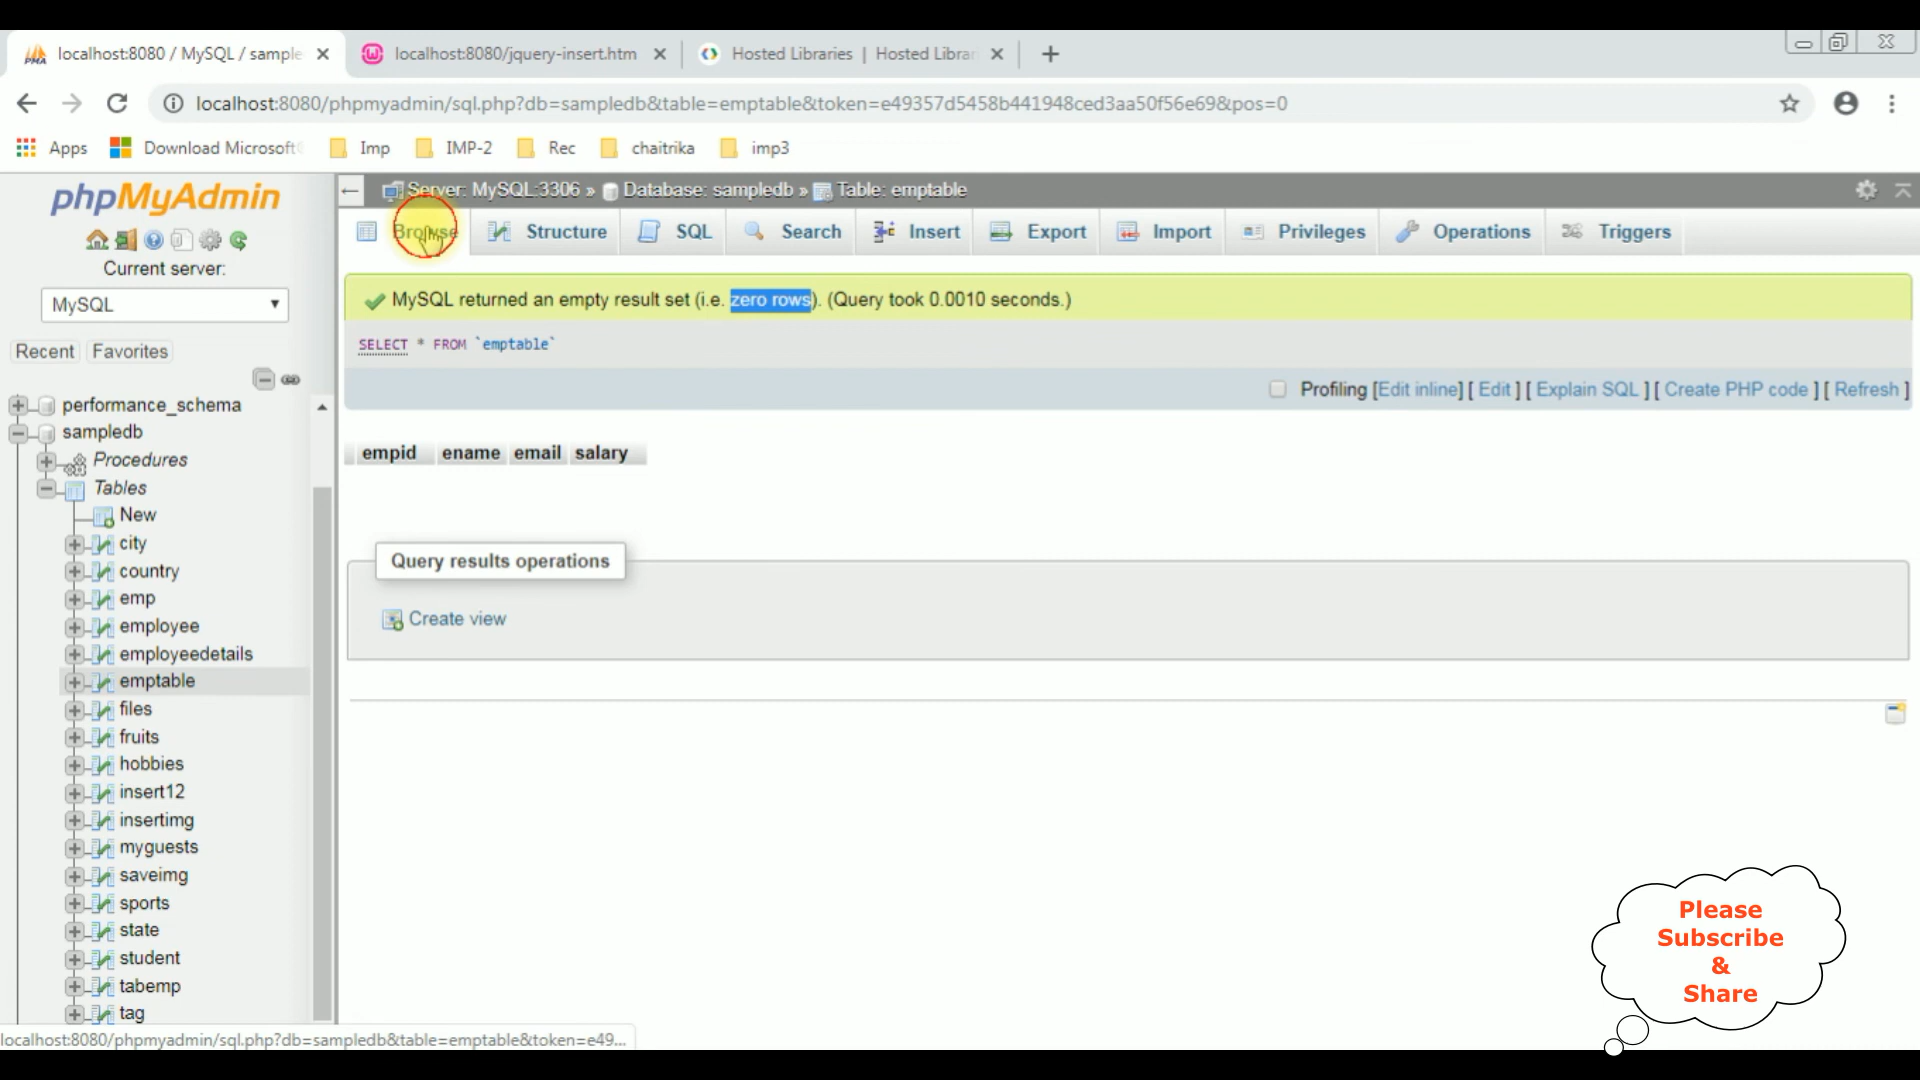 localhost:8080 / MySQL / sample
localhost:8080/jquery-insert.htm
Hosted Libraries | Hosted Librar
localhost:8080/phpmyadmin/sql.php?db=sampledb&table=emptable&token=e49357d5458b441948ced3aa50f56e69&pos=0
Apps
Download Microsoft
Imp
IMP-2
Rec
chaitrika
imp3
phpMyAdmin
Current server:
MySQL
Recent Favorites
performance_schema
sampledb
Procedures
Tables
New
city
country
emp
employee
employeedetails
emptable
files
fruits
hobbies
insert12
insertimg
myguests
saveimg
sports
state
student
tabemp
tag
Server: MySQL:3306 » Database: sampledb » Table: emptable
Browse Structure SQL Search Insert Export Import Privileges Operations Triggers
MySQL returned an empty result set (i.e. zero rows). (Query took 0.0010 seconds.)
SELECT * FROM `emptable`
Profiling [Edit inline] [ Edit ] [ Explain SQL ] [ Create PHP code ] [ Refresh ]
empid ename email salary
Query results operations
Create view
Please
Subscribe
&
Share
localhost:8080/phpmyadmin/sql.php?db=sampledb&table=emptable&token=e49...